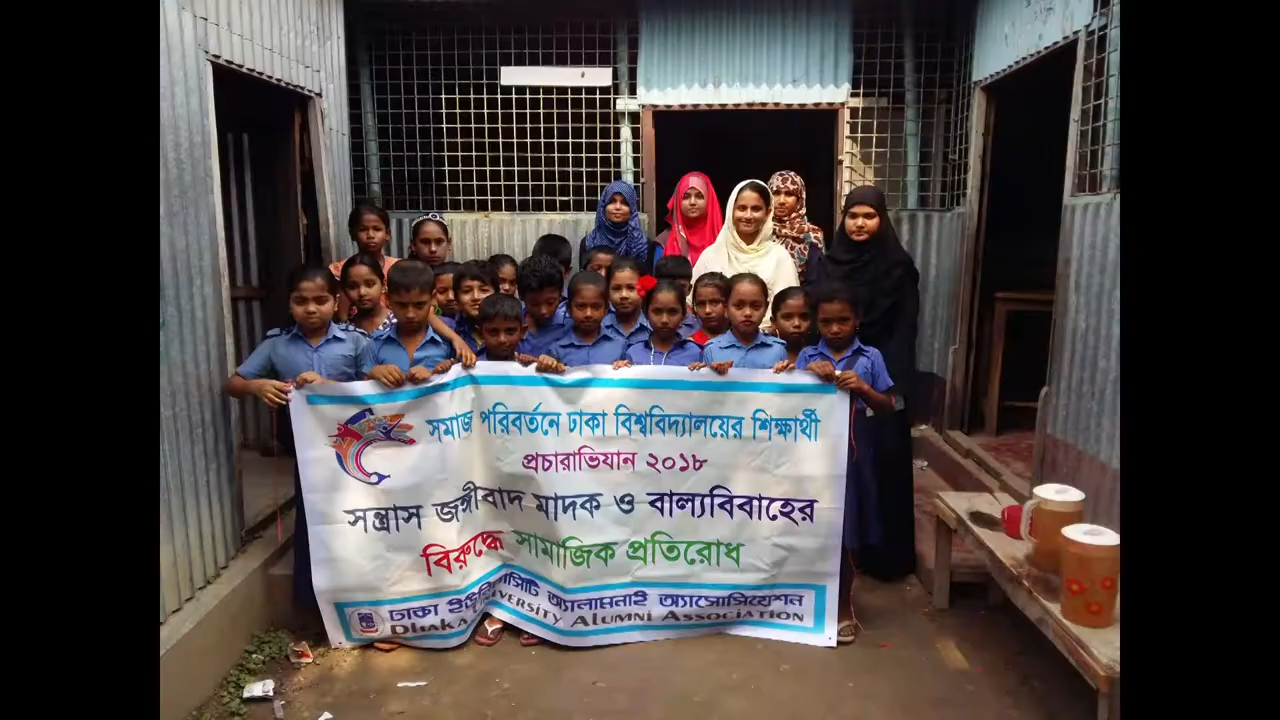 সমাজ পরিবর্তনে ঢাকা বিশ্ববিদ্যালয়ের শিক্ষার্থী
প্রচারাভিযান ২০১৮
সন্ত্রাস জঙ্গীবাদ মাদক ও বাল্যবিবাহের
বিরুদ্ধে সামাজিক প্রতিরোধ
ঢাকা ইউনিভার্সিটি অ্যালামনাই অ্যাসোসিয়েশন
DHAKA UNIVERSITY ALUMNI ASSOCIATION